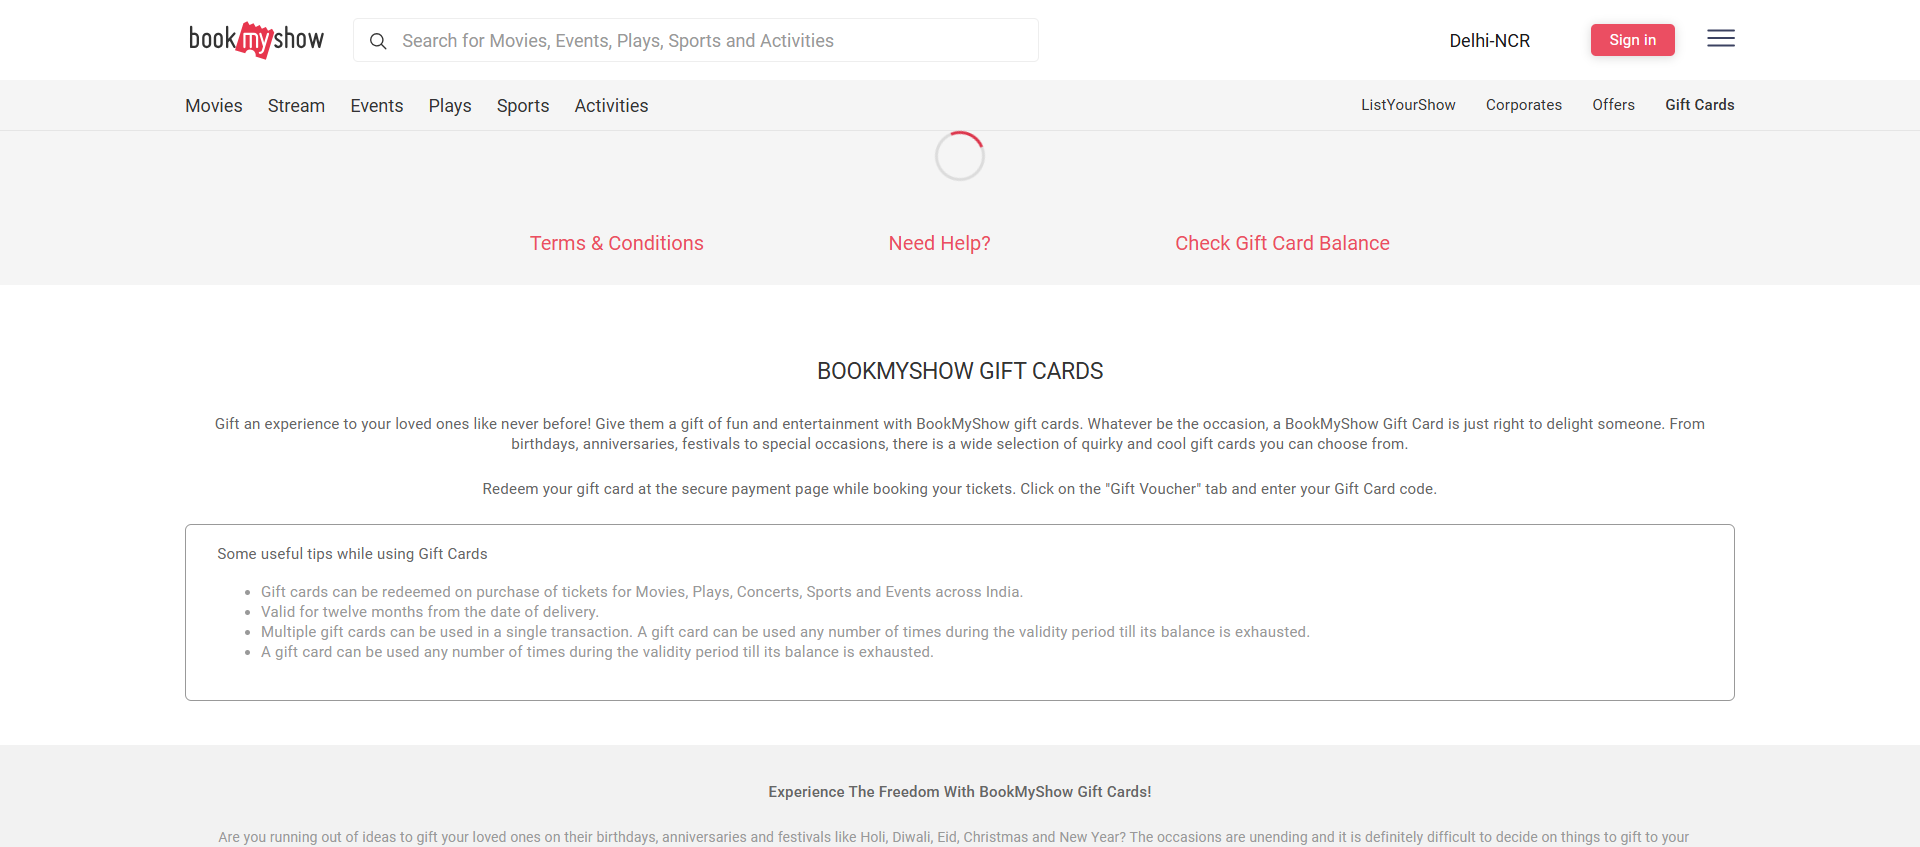 bookmyshow
Search for Movies, Events, Plays, Sports and Activities
Delhi-NCR
Sign in
Movies Stream Events Plays Sports Activities
ListYourShow Corporates Offers Gift Cards
Terms & Conditions
Need Help?
Check Gift Card Balance
BOOKMYSHOW GIFT CARDS
Gift an experience to your loved ones like never before! Give them a gift of fun and entertainment with BookMyShow gift cards. Whatever be the occasion, a BookMyShow Gift Card is just right to delight someone. From
birthdays, anniversaries, festivals to special occasions, there is a wide selection of quirky and cool gift cards you can choose from.
Redeem your gift card at the secure payment page while booking your tickets. Click on the "Gift Voucher" tab and enter your Gift Card code.
Some useful tips while using Gift Cards
• Gift cards can be redeemed on purchase of tickets for Movies, Plays, Concerts, Sports and Events across India.
• Valid for twelve months from the date of delivery.
• Multiple gift cards can be used in a single transaction. A gift card can be used any number of times during the validity period till its balance is exhausted.
• A gift card can be used any number of times during the validity period till its balance is exhausted.
Experience The Freedom With BookMyShow Gift Cards!
Are you running out of ideas to gift your loved ones on their birthdays, anniversaries and festivals like Holi, Diwali, Eid, Christmas and New Year? The occasions are unending and it is definitely difficult to decide on things to gift to your